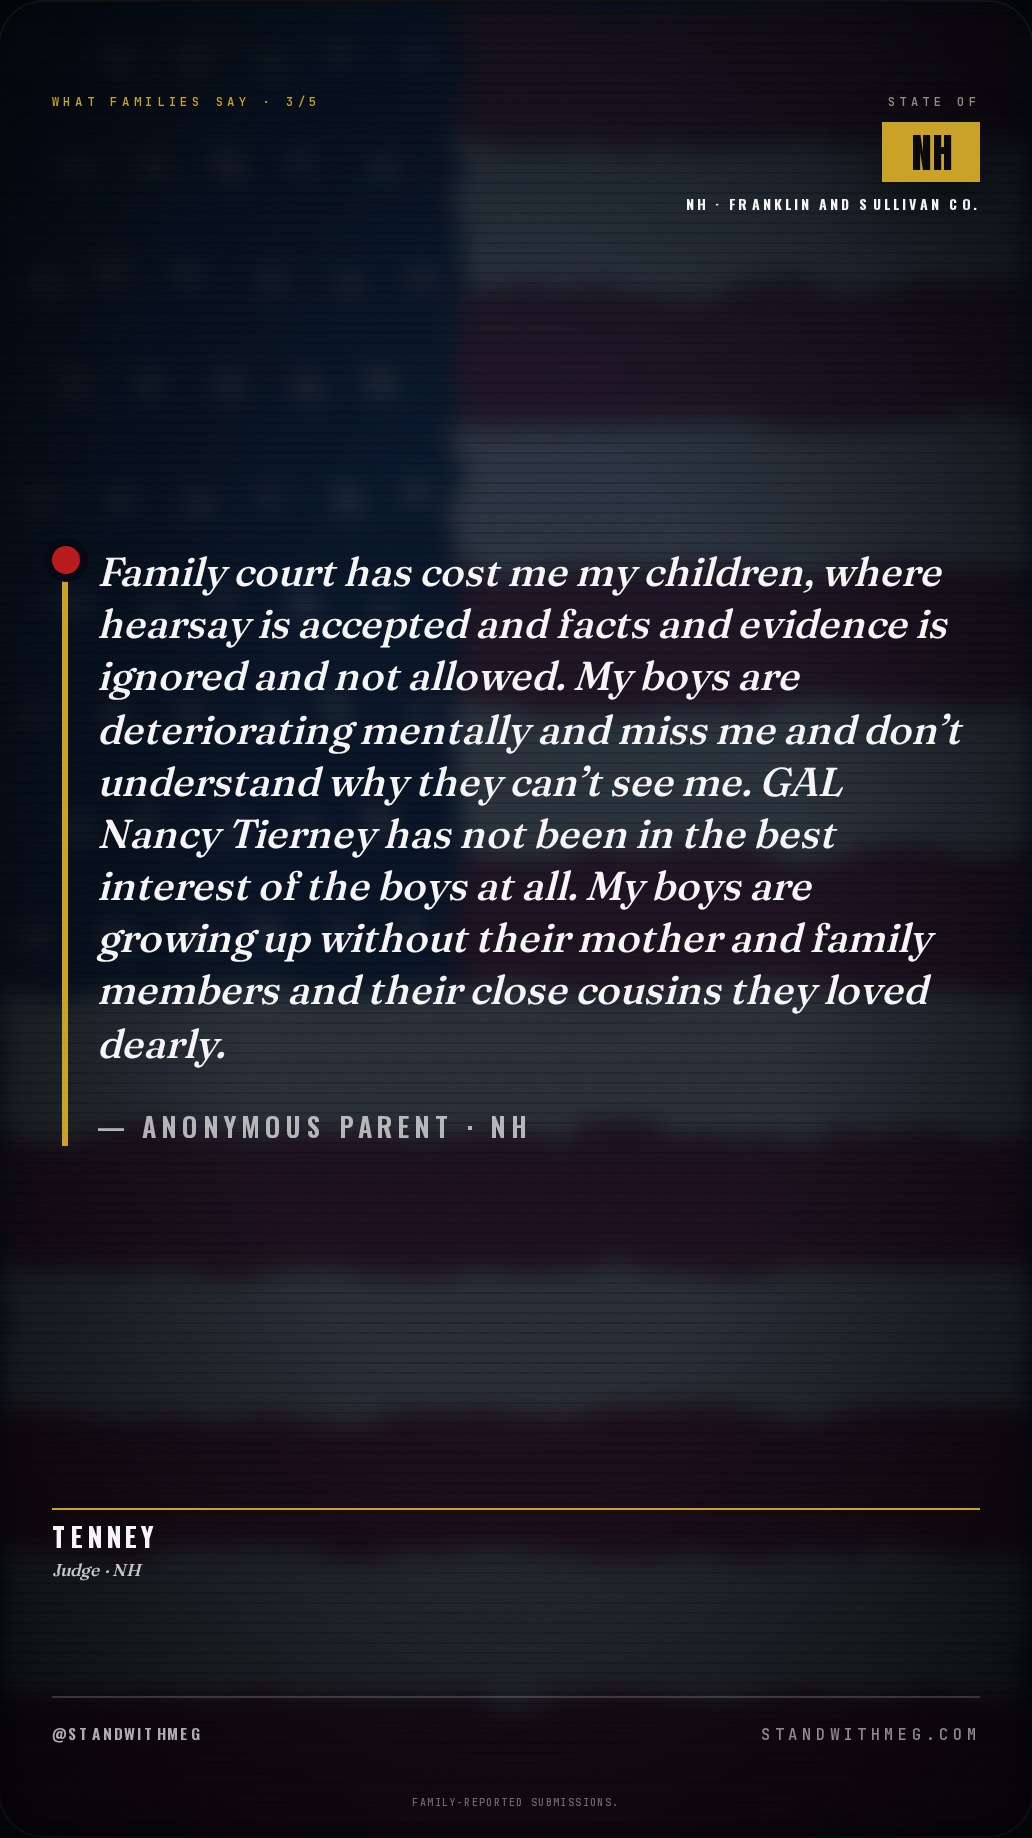 WHAT FAMILIES SAY · 3/5
STATE OF
NH
NH · FRANKLIN AND SULLIVAN CO.
Family court has cost me my children, where
hearsay is accepted and facts and evidence is
ignored and not allowed. My boys are
deteriorating mentally and miss me and don’t
understand why they can’t see me. GAL
Nancy Tierney has not been in the best
interest of the boys at all. My boys are
growing up without their mother and family
members and their close cousins they loved
dearly.
— ANONYMOUS PARENT · NH
TENNEY
Judge · NH
@STANDWITHMEG
STANDWITHMEG.COM
FAMILY-REPORTED SUBMISSIONS.